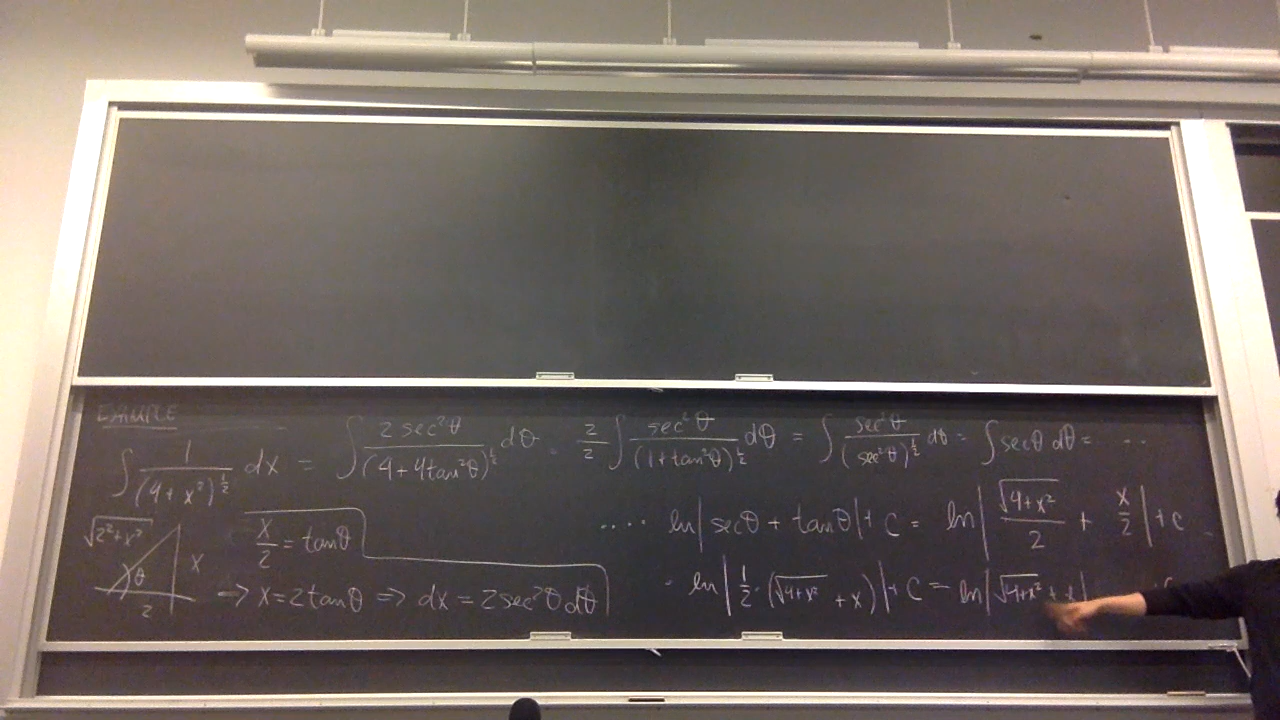 EXAMPLE
∫ 1/(4+x²)^½ dx = ∫ 2sec²θ/(4+4tan²θ)^½ dθ = 2/2 ∫ sec²θ/(1+tan²θ)^½ dθ = ∫ sec²θ/(sec²θ)^½ dθ = ∫ secθ dθ = ...
√2²+x² x θ 2
x/2 = tanθ
→ x=2tanθ ⇒ dx = 2sec²θ dθ
.... ln| secθ + tanθ|+ C = ln| √4+x²/2 + x/2 |+ C
= ln| 1/2·(√4+x² + x)|+ C = ln|√4+x² +